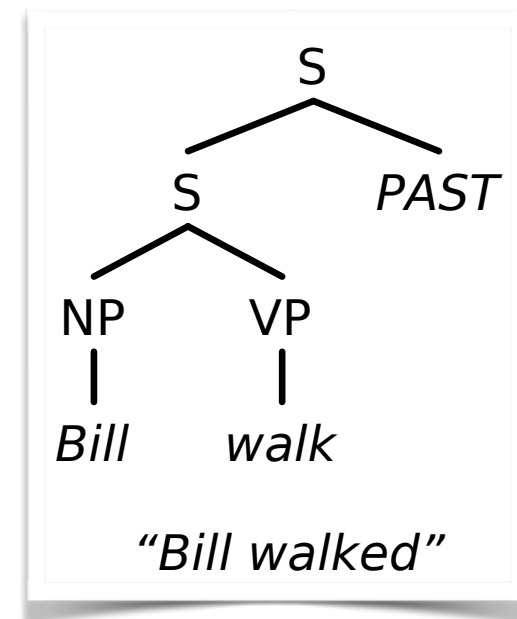 S
S PAST
NP VP
Bill walk
“Bill walked”